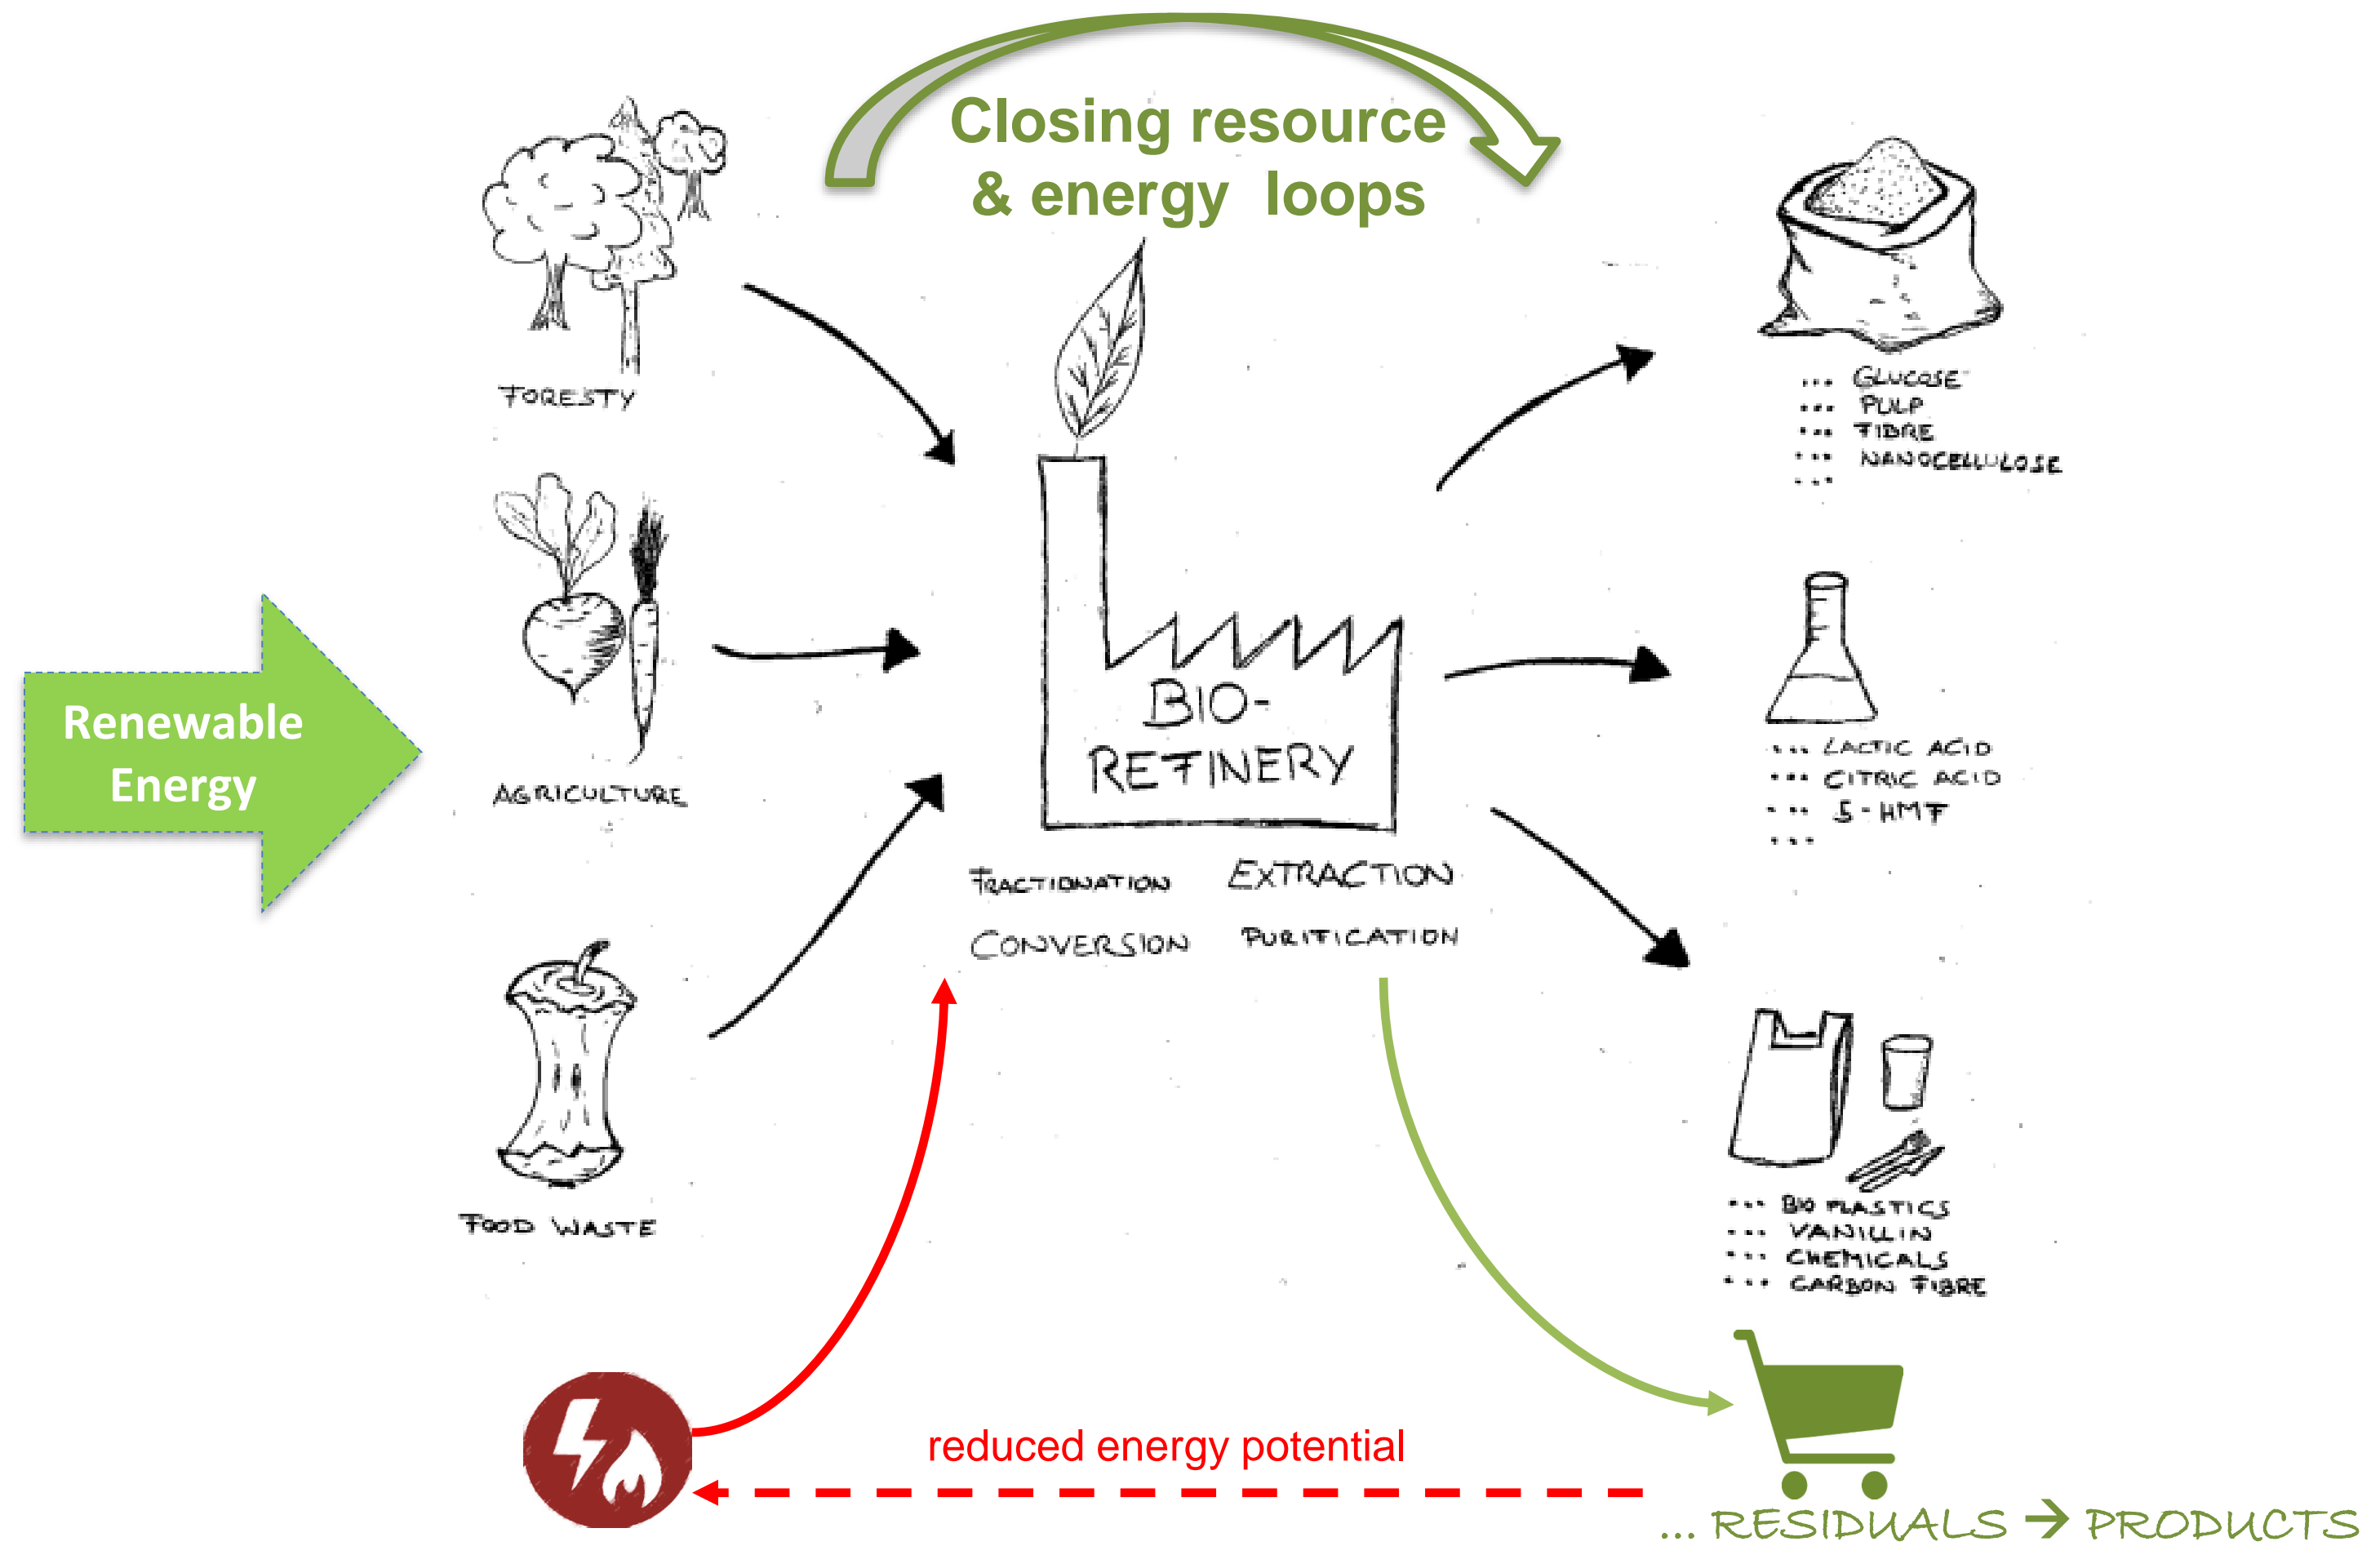 Closing resource
& energy loops
FORESTY
AGRICULTURE
FOOD WASTE
Renewable
Energy
BIO-
REFINERY
FRACTIONATION
EXTRACTION
CONVERSION
PURIFICATION
... GLUCOSE
... PULP
... FIBRE
... NANOCELLULOSE
...
... LACTIC ACID
... CITRIC ACID
... 5-HMF
...
... BIO PLASTICS
... VANILLIN
... CHEMICALS
... CARBON FIBRE
reduced energy potential
... RESIDUALS → PRODUCTS